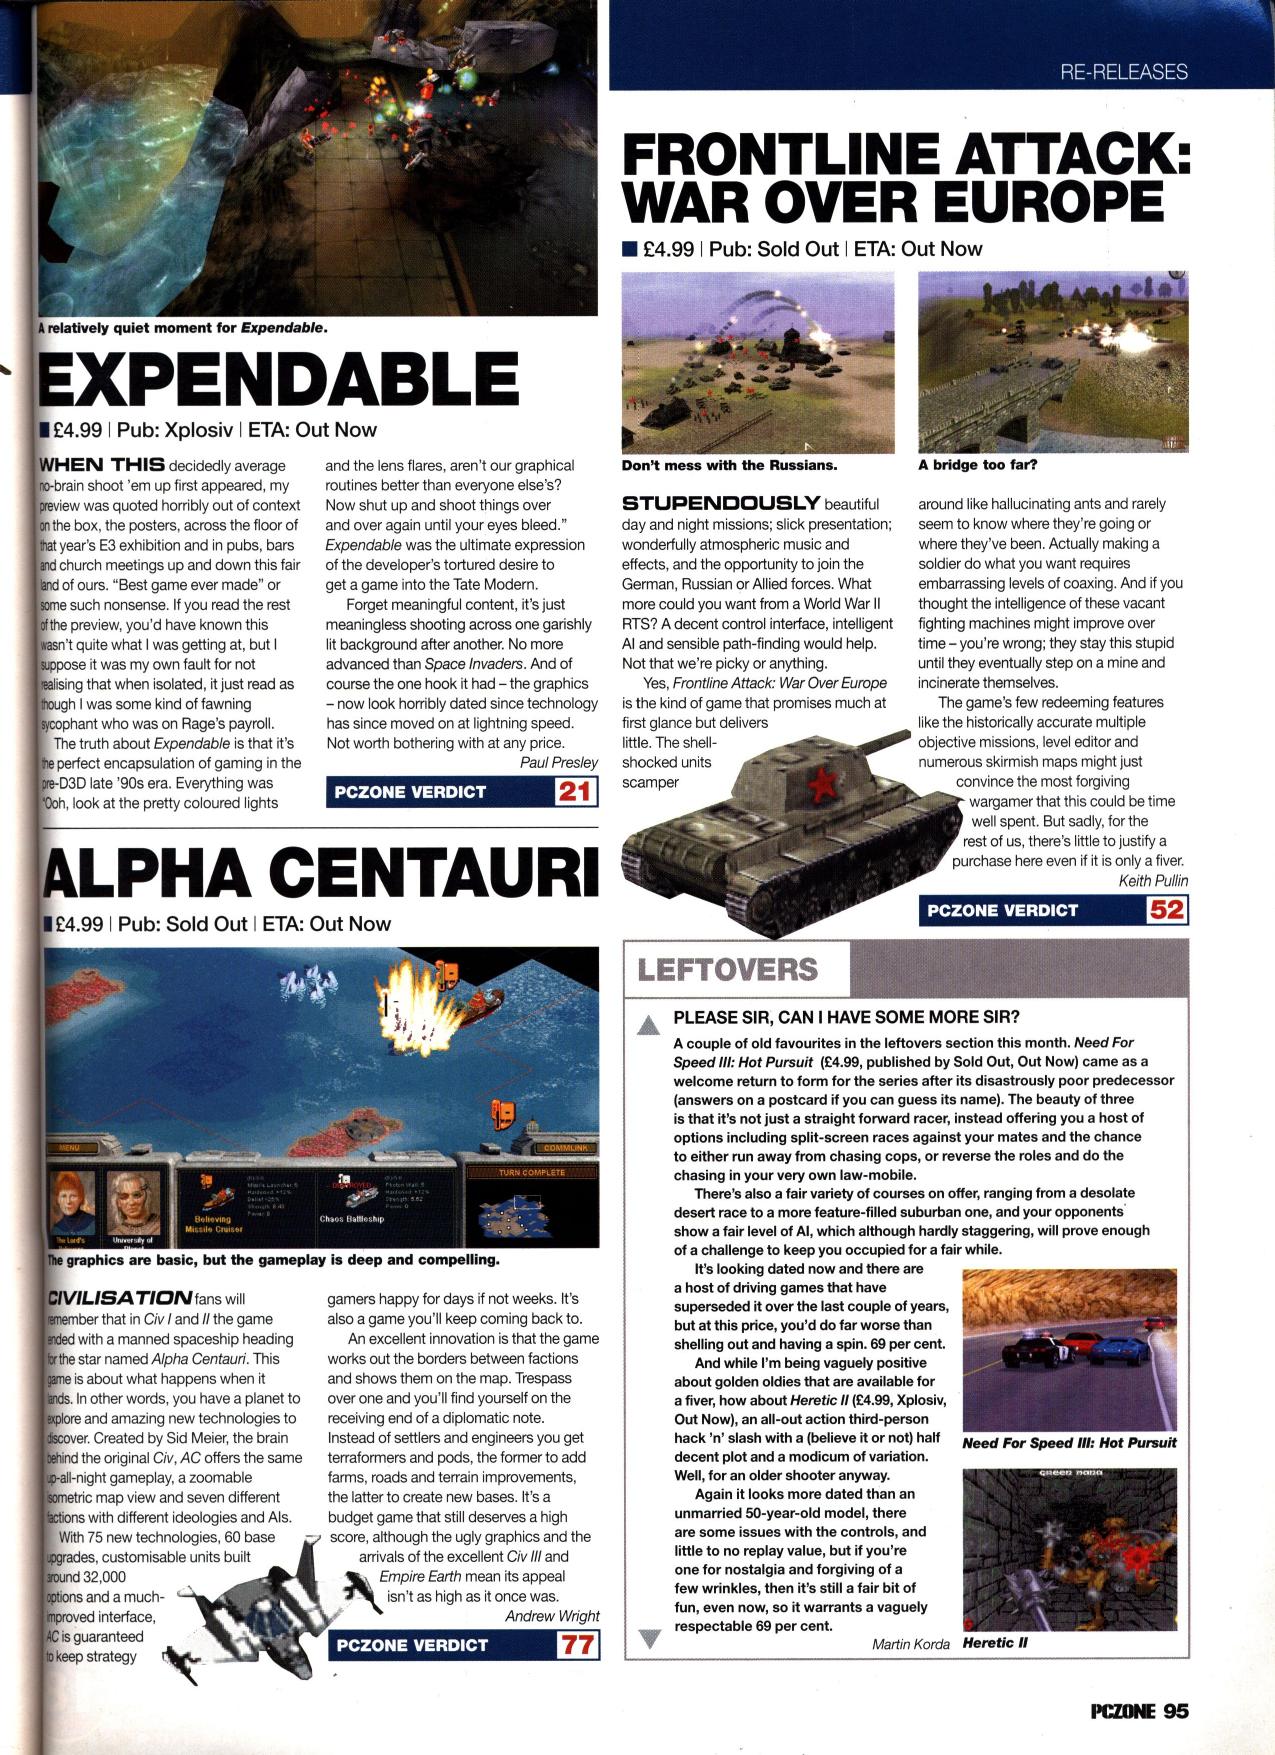 RE-RELEASES
A relatively quiet moment for Expendable.
EXPENDABLE
£4.99 | Pub: Xplosiv | ETA: Out Now
WHEN THIS decidedly average
no-brain shoot 'em up first appeared, my
preview was quoted horribly out of context
on the box, the posters, across the floor of
that year's E3 exhibition and in pubs, bars
and church meetings up and down this fair
land of ours. "Best game ever made" or
some such nonsense. If you read the rest
of the preview, you'd have known this
wasn't quite what I was getting at, but I
suppose it was my own fault for not
realising that when isolated, it just read as
though I was some kind of fawning
sycophant who was on Rage's payroll.
The truth about Expendable is that it's
the perfect encapsulation of gaming in the
pre-D3D late '90s era. Everything was
"Ooh, look at the pretty coloured lights
and the lens flares, aren't our graphical
routines better than everyone else's?
Now shut up and shoot things over
and over again until your eyes bleed."
Expendable was the ultimate expression
of the developer's tortured desire to
get a game into the Tate Modern.
Forget meaningful content, it's just
meaningless shooting across one garishly
lit background after another. No more
advanced than Space Invaders. And of
course the one hook it had – the graphics
– now look horribly dated since technology
has since moved on at lightning speed.
Not worth bothering with at any price.
Paul Presley
PCZONE VERDICT 21
ALPHA CENTAURI
£4.99 | Pub: Sold Out | ETA: Out Now
MENU
COMMLINK
TURN COMPLETE
DESTROYED
Believing
Missile Cruiser
Chaos Battleship
The Lord's
University of
The graphics are basic, but the gameplay is deep and compelling.
CIVILISATION fans will
remember that in Civ I and II the game
ended with a manned spaceship heading
for the star named Alpha Centauri. This
game is about what happens when it
lands. In other words, you have a planet to
explore and amazing new technologies to
discover. Created by Sid Meier, the brain
behind the original Civ, AC offers the same
up-all-night gameplay, a zoomable
isometric map view and seven different
factions with different ideologies and AIs.
With 75 new technologies, 60 base
upgrades, customisable units built
around 32,000
options and a much-
improved interface,
AC is guaranteed
to keep strategy
gamers happy for days if not weeks. It's
also a game you'll keep coming back to.
An excellent innovation is that the game
works out the borders between factions
and shows them on the map. Trespass
over one and you'll find yourself on the
receiving end of a diplomatic note.
Instead of settlers and engineers you get
terraformers and pods, the former to add
farms, roads and terrain improvements,
the latter to create new bases. It's a
budget game that still deserves a high
score, although the ugly graphics and the
arrivals of the excellent Civ III and
Empire Earth mean its appeal
isn't as high as it once was.
Andrew Wright
PCZONE VERDICT 77
FRONTLINE ATTACK:
WAR OVER EUROPE
£4.99 | Pub: Sold Out | ETA: Out Now
Don't mess with the Russians.
A bridge too far?
STUPENDOUSLY beautiful
day and night missions; slick presentation;
wonderfully atmospheric music and
effects, and the opportunity to join the
German, Russian or Allied forces. What
more could you want from a World War II
RTS? A decent control interface, intelligent
AI and sensible path-finding would help.
Not that we're picky or anything.
Yes, Frontline Attack: War Over Europe
is the kind of game that promises much at
first glance but delivers
little. The shell-
shocked units
scamper
around like hallucinating ants and rarely
seem to know where they're going or
where they've been. Actually making a
soldier do what you want requires
embarrassing levels of coaxing. And if you
thought the intelligence of these vacant
fighting machines might improve over
time – you're wrong; they stay this stupid
until they eventually step on a mine and
incinerate themselves.
The game's few redeeming features
like the historically accurate multiple
objective missions, level editor and
numerous skirmish maps might just
convince the most forgiving
wargamer that this could be time
well spent. But sadly, for the
rest of us, there's little to justify a
purchase here even if it is only a fiver.
Keith Pullin
PCZONE VERDICT 52
LEFTOVERS
PLEASE SIR, CAN I HAVE SOME MORE SIR?
A couple of old favourites in the leftovers section this month. Need For
Speed III: Hot Pursuit (£4.99, published by Sold Out, Out Now) came as a
welcome return to form for the series after its disastrously poor predecessor
(answers on a postcard if you can guess its name). The beauty of three
is that it's not just a straight forward racer, instead offering you a host of
options including split-screen races against your mates and the chance
to either run away from chasing cops, or reverse the roles and do the
chasing in your very own law-mobile.
There's also a fair variety of courses on offer, ranging from a desolate
desert race to a more feature-filled suburban one, and your opponents
show a fair level of AI, which although hardly staggering, will prove enough
of a challenge to keep you occupied for a fair while.
It's looking dated now and there are
a host of driving games that have
superseded it over the last couple of years,
but at this price, you'd do far worse than
shelling out and having a spin. 69 per cent.
And while I'm being vaguely positive
about golden oldies that are available for
a fiver, how about Heretic II (£4.99, Xplosiv,
Out Now), an all-out action third-person
hack 'n' slash with a (believe it or not) half
decent plot and a modicum of variation.
Well, for an older shooter anyway.
Again it looks more dated than an
unmarried 50-year-old model, there
are some issues with the controls, and
little to no replay value, but if you're
one for nostalgia and forgiving of a
few wrinkles, then it's still a fair bit of
fun, even now, so it warrants a vaguely
respectable 69 per cent.
Martin Korda
Need For Speed III: Hot Pursuit
GREEN MANA
Heretic II
PCZONE 95